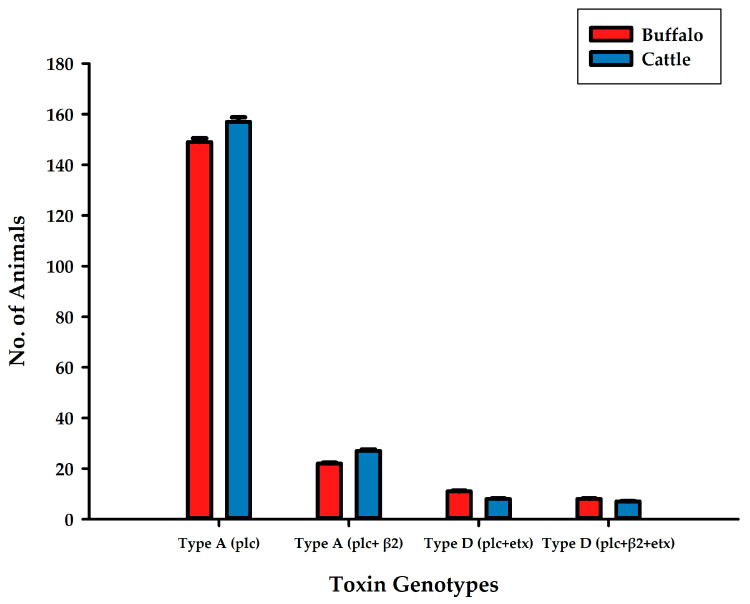 Buffalo
Cattle
180
160
140
120
100
80
60
40
20
0
No. of Animals
Type A (plc)
Type A (plc+ β2)
Type D (plc+etx)
Type D (plc+β2+etx)
Toxin Genotypes